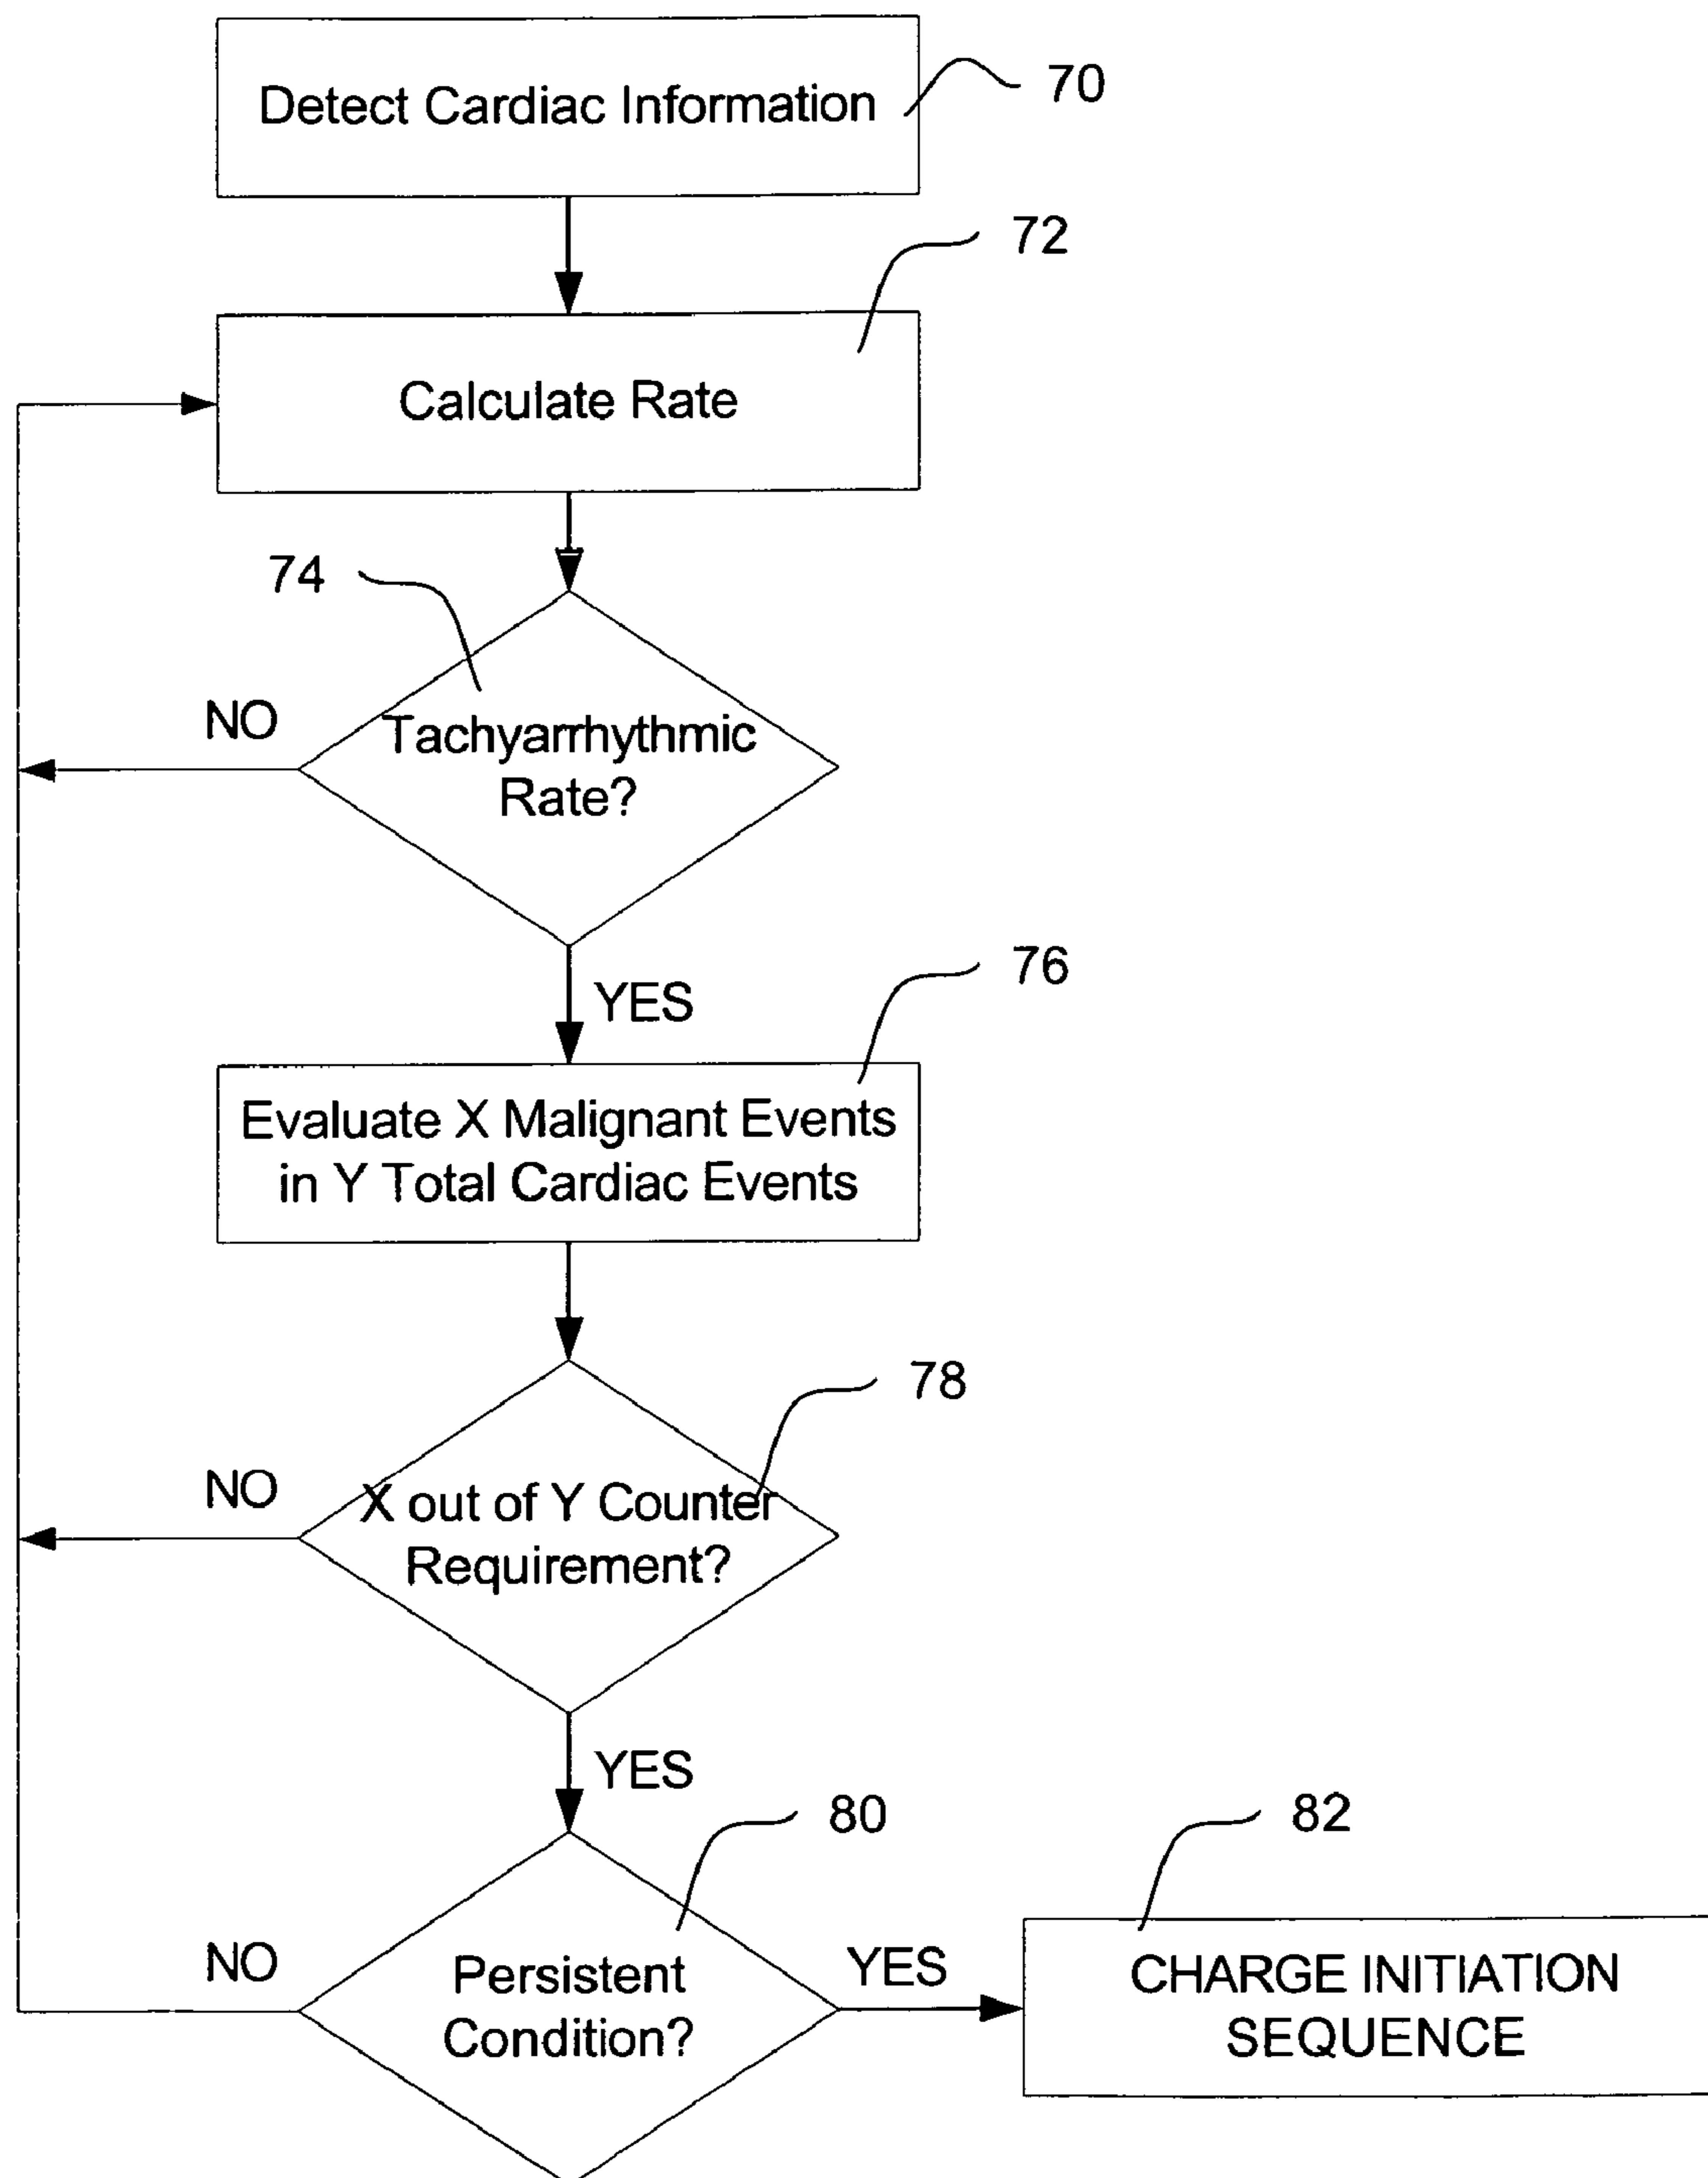 Detect Cardiac Information
70
72
Calculate Rate
74
NO
Tachyarrhythmic
Rate?
YES
76
Evaluate X Malignant Events
in Y Total Cardiac Events
78
NO
X out of Y Counter
Requirement?
YES
80
82
NO
Persistent
Condition?
YES
CHARGE INITIATION
SEQUENCE